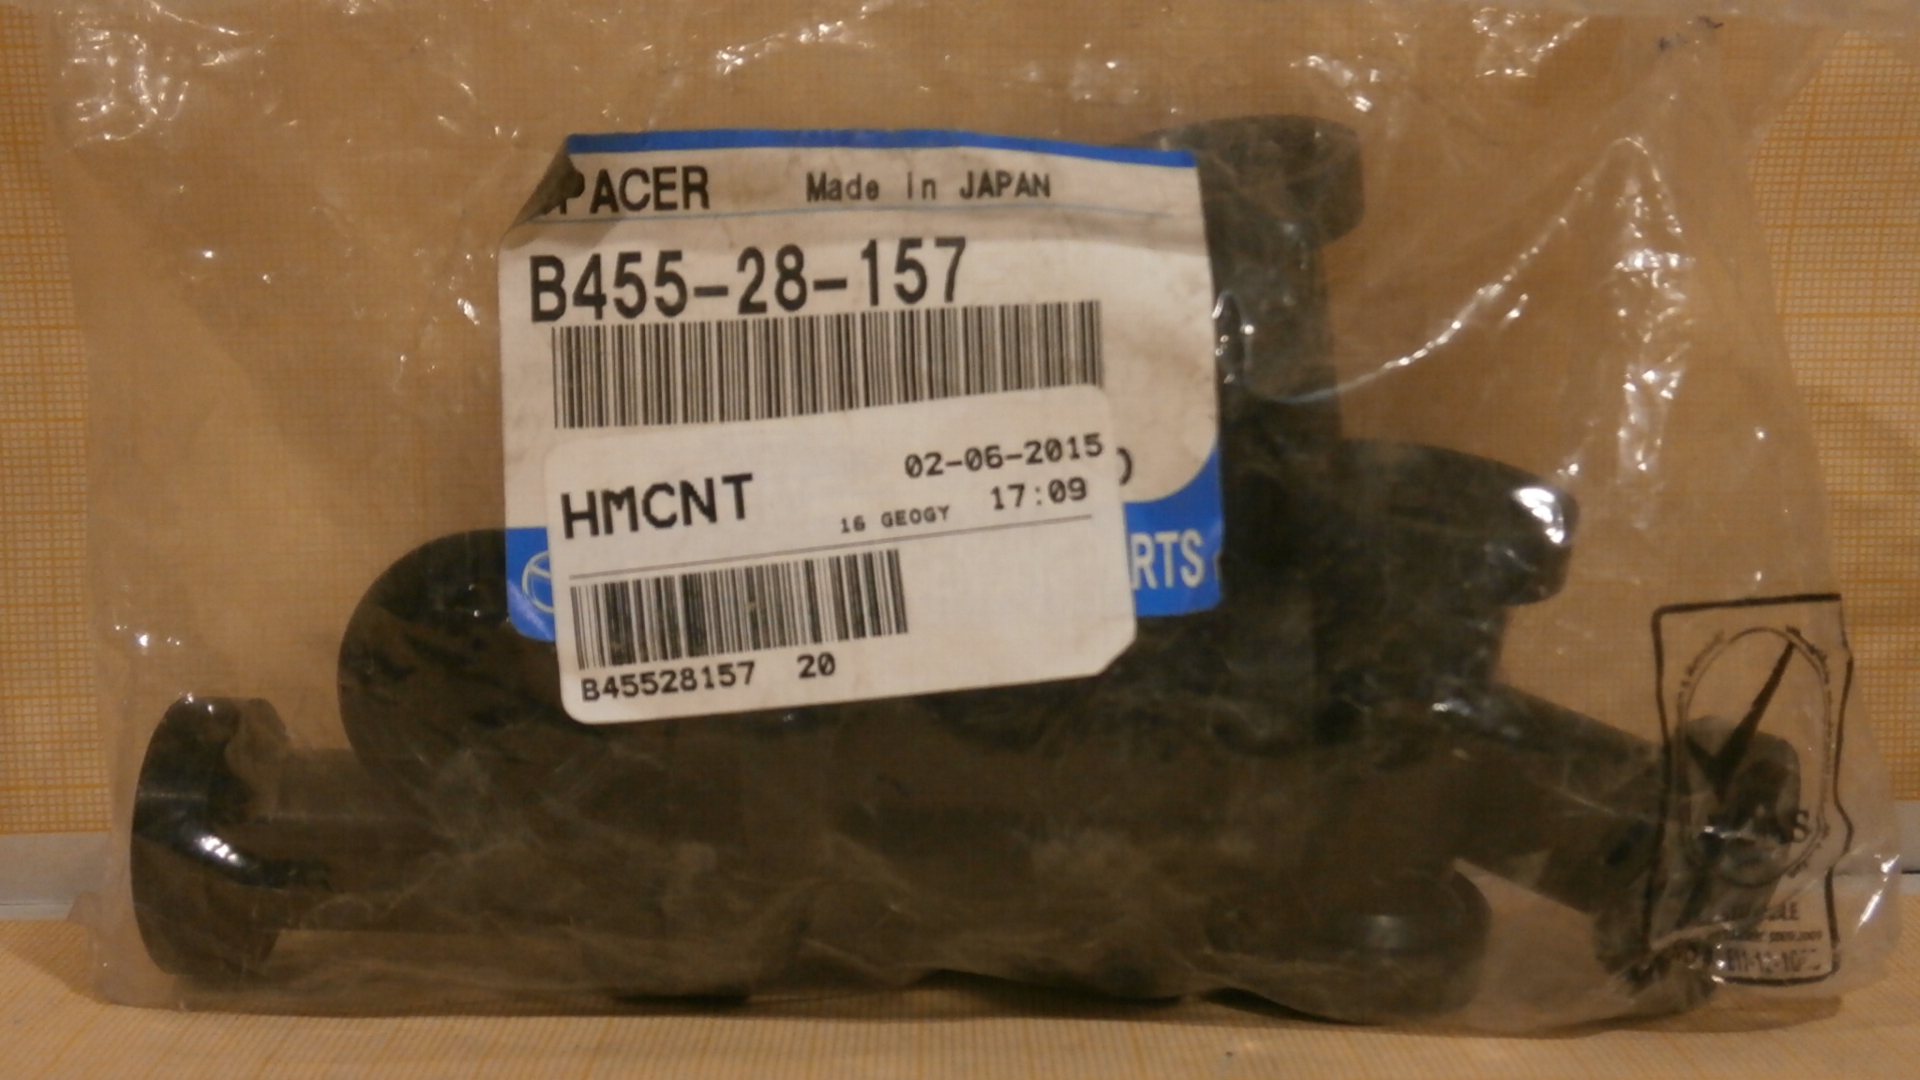 PACER Made in JAPAN
B455-28-157
02-06-2015
HMCNT
16 GEOGY 17:09
RTS
B45528157 20